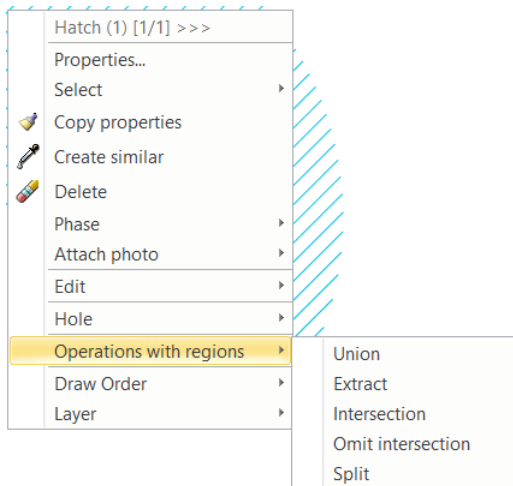 Hatch (1) [1/1] >>>
Properties...
Select
Copy properties
Create similar
Delete
Phase
Attach photo
Edit
Hole
Operations with regions
Draw Order
Layer
Union
Extract
Intersection
Omit intersection
Split